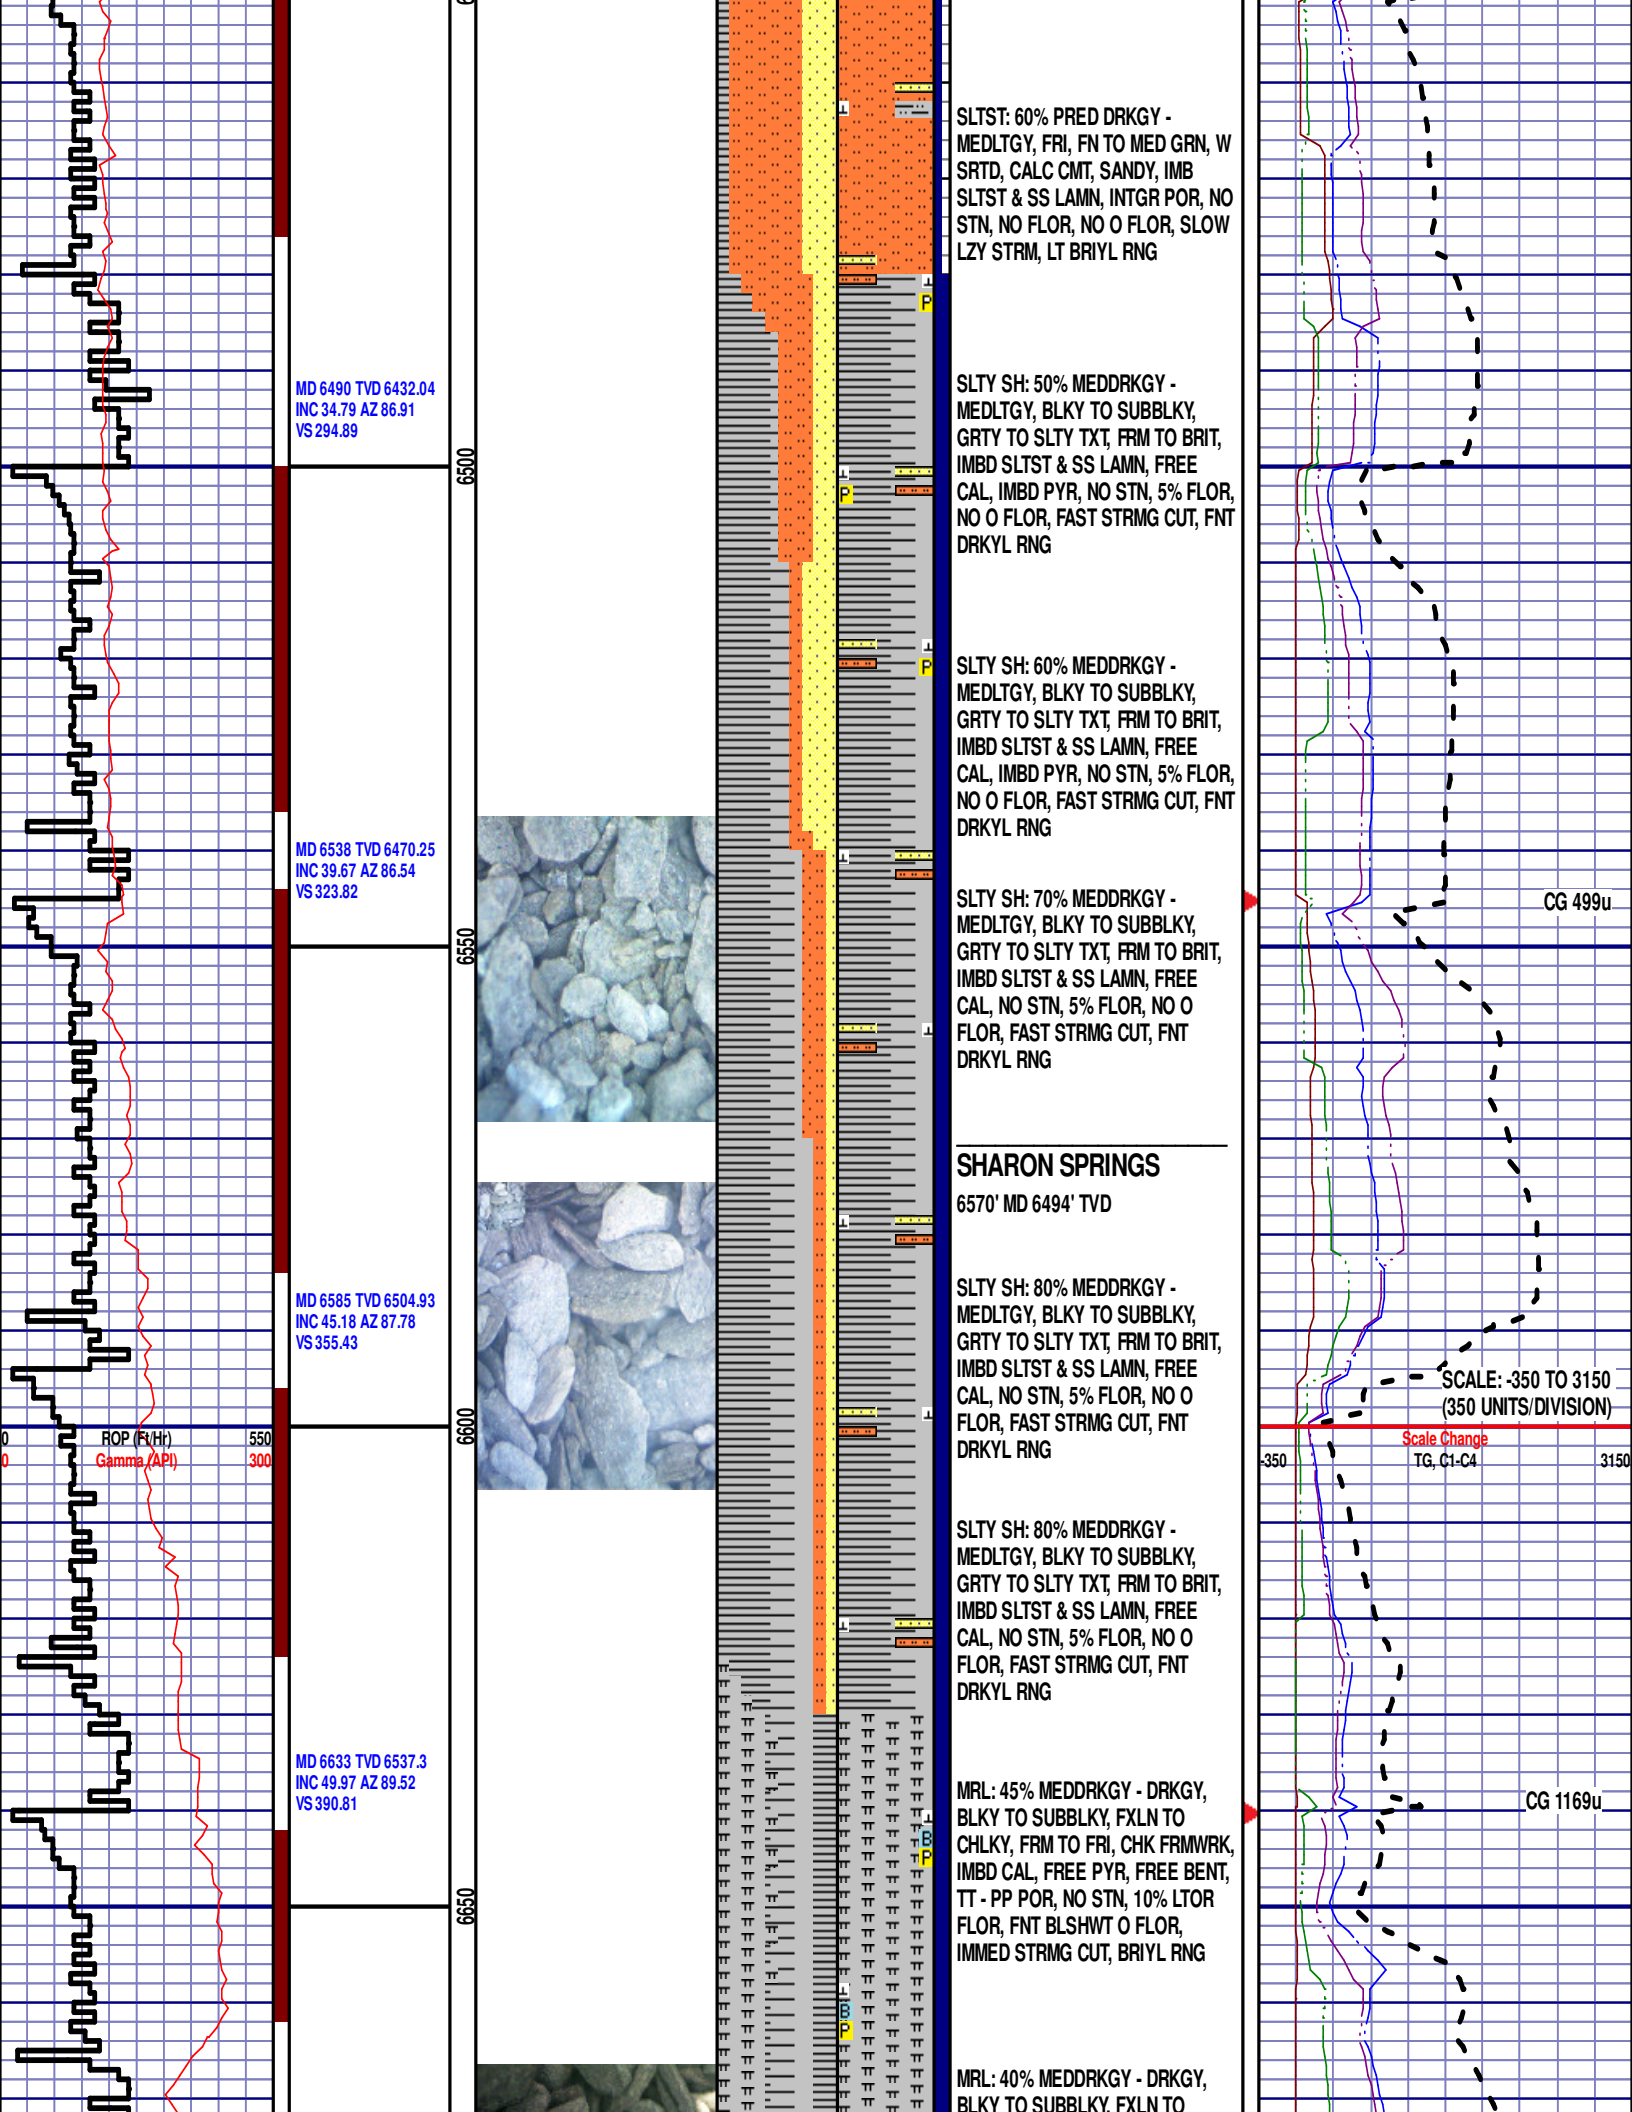 SLTST: 60% PRED DRKGY -
MEDLTGY, FRI, FN TO MED GRN, W
SRTD, CALC CMT, SANDY, IMB
SLTST & SS LAMN, INTGR POR, NO
STN, NO FLOR, NO O FLOR, SLOW
LZY STRM, LT BRIYL RNG
P
MD 6490 TVD 6432.04
INC 34.79 AZ 86.91
VS 294.89
6500
SLTY SH: 50% MEDDRKGY -
MEDLTGY, BLKY TO SUBBLKY,
GRTY TO SLTY TXT, FRM TO BRIT,
IMBD SLTST & SS LAMN, FREE
CAL, IMBD PYR, NO STN, 5% FLOR,
NO O FLOR, FAST STRMG CUT, FNT
DRKYL RNG
P
SLTY SH: 60% MEDDRKGY -
MEDLTGY, BLKY TO SUBBLKY,
GRTY TO SLTY TXT, FRM TO BRIT,
IMBD SLTST & SS LAMN, FREE
CAL, IMBD PYR, NO STN, 5% FLOR,
NO O FLOR, FAST STRMG CUT, FNT
DRKYL RNG
P
MD 6538 TVD 6470.25
INC 39.67 AZ 86.54
VS 323.82
6550
SLTY SH: 70% MEDDRKGY -
MEDLTGY, BLKY TO SUBBLKY,
GRTY TO SLTY TXT, FRM TO BRIT,
IMBD SLTST & SS LAMN, FREE
CAL, NO STN, 5% FLOR, NO O
FLOR, FAST STRMG CUT, FNT
DRKYL RNG
CG 499u
SHARON SPRINGS
6570' MD 6494' TVD
MD 6585 TVD 6504.93
INC 45.18 AZ 87.78
VS 355.43
SLTY SH: 80% MEDDRKGY -
MEDLTGY, BLKY TO SUBBLKY,
GRTY TO SLTY TXT, FRM TO BRIT,
IMBD SLTST & SS LAMN, FREE
CAL, NO STN, 5% FLOR, NO O
FLOR, FAST STRMG CUT, FNT
DRKYL RNG
SCALE: -350 TO 3150
(350 UNITS/DIVISION)
6600
0 ROP (Ft/Hr) 550
0 Gamma (API) 300
Scale Change
-350 TG, C1-C4 3150
SLTY SH: 80% MEDDRKGY -
MEDLTGY, BLKY TO SUBBLKY,
GRTY TO SLTY TXT, FRM TO BRIT,
IMBD SLTST & SS LAMN, FREE
CAL, NO STN, 5% FLOR, NO O
FLOR, FAST STRMG CUT, FNT
DRKYL RNG
MD 6633 TVD 6537.3
INC 49.97 AZ 89.52
VS 390.81
6650
MRL: 45% MEDDRKGY - DRKGY,
BLKY TO SUBBLKY, FXLN TO
CHLKY, FRM TO FRI, CHK FRMWRK,
IMBD CAL, FREE PYR, FREE BENT,
TT - PP POR, NO STN, 10% LTOR
FLOR, FNT BLSHWT O FLOR,
IMMED STRMG CUT, BRIYL RNG
B
P
CG 1169u
B
P
MRL: 40% MEDDRKGY - DRKGY,
BLKY TO SUBBLKY, FXLN TO